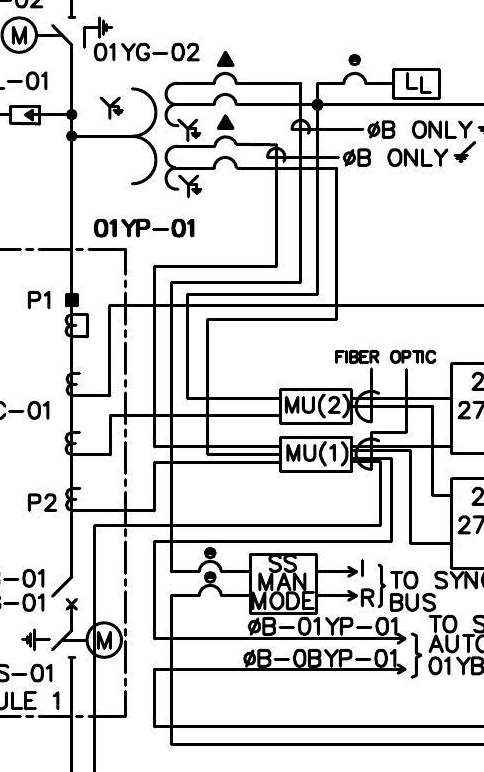 -02
M
01YG-02
L-01
LL
ØB ONLY
ØB ONLY
01YP-01
P1
FIBER OPTIC
C-01
MU(2)
2
27
MU(1)
P2
2
27
SS
MAN
MODE
I
R
TO SYNC
BUS
-01
-01
ØB-01YP-01
TO S
AUTO
01YB
M
ØB-0BYP-01
S-01
ULE 1